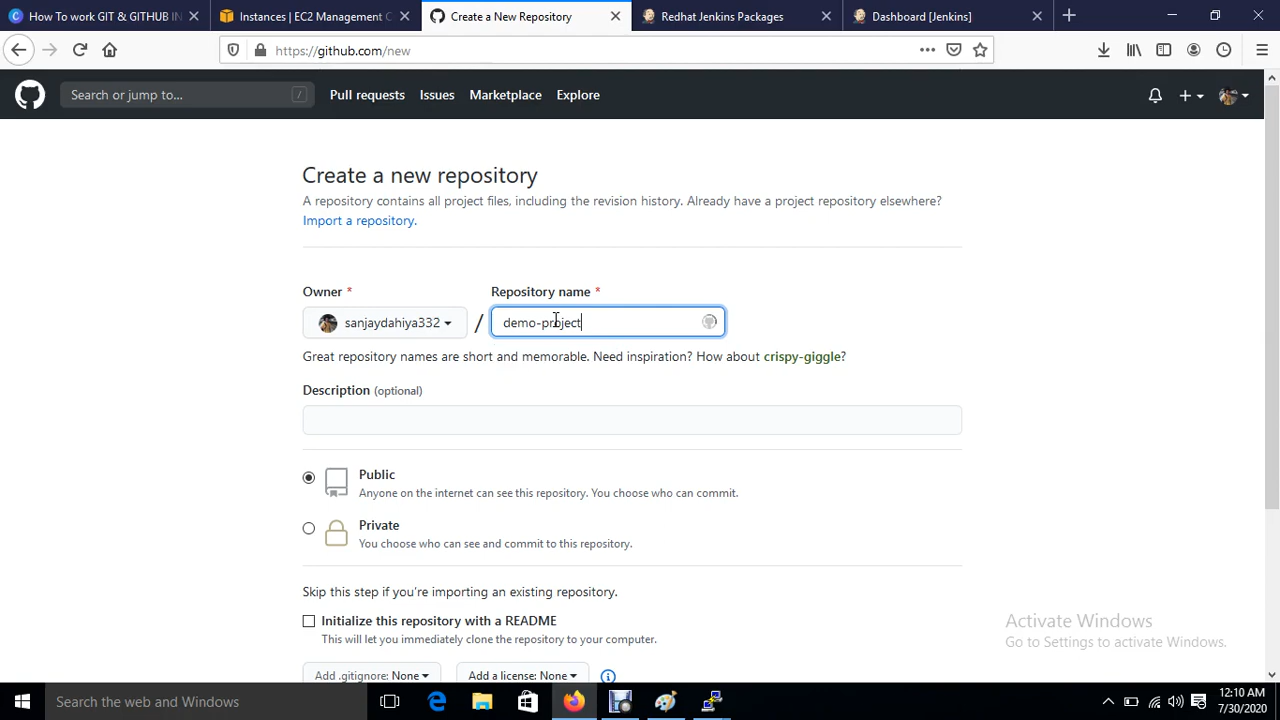 How To work GIT & GITHUB IN
Instances | EC2 Management C
Create a New Repository
Redhat Jenkins Packages
Dashboard [Jenkins]
https://github.com/new
Search or jump to...
/
Pull requests
Issues
Marketplace
Explore
Create a new repository
A repository contains all project files, including the revision history. Already have a project repository elsewhere?
Import a repository.
Owner *
Repository name *
sanjaydahiya332
/
demo-project
Great repository names are short and memorable. Need inspiration? How about crispy-giggle?
Description (optional)
Public
Anyone on the internet can see this repository. You choose who can commit.
Private
You choose who can see and commit to this repository.
Skip this step if you're importing an existing repository.
Initialize this repository with a README
This will let you immediately clone the repository to your computer.
Add .gitignore: None
Add a license: None
Activate Windows
Go to Settings to activate Windows.
Search the web and Windows
12:10 AM
7/30/2020